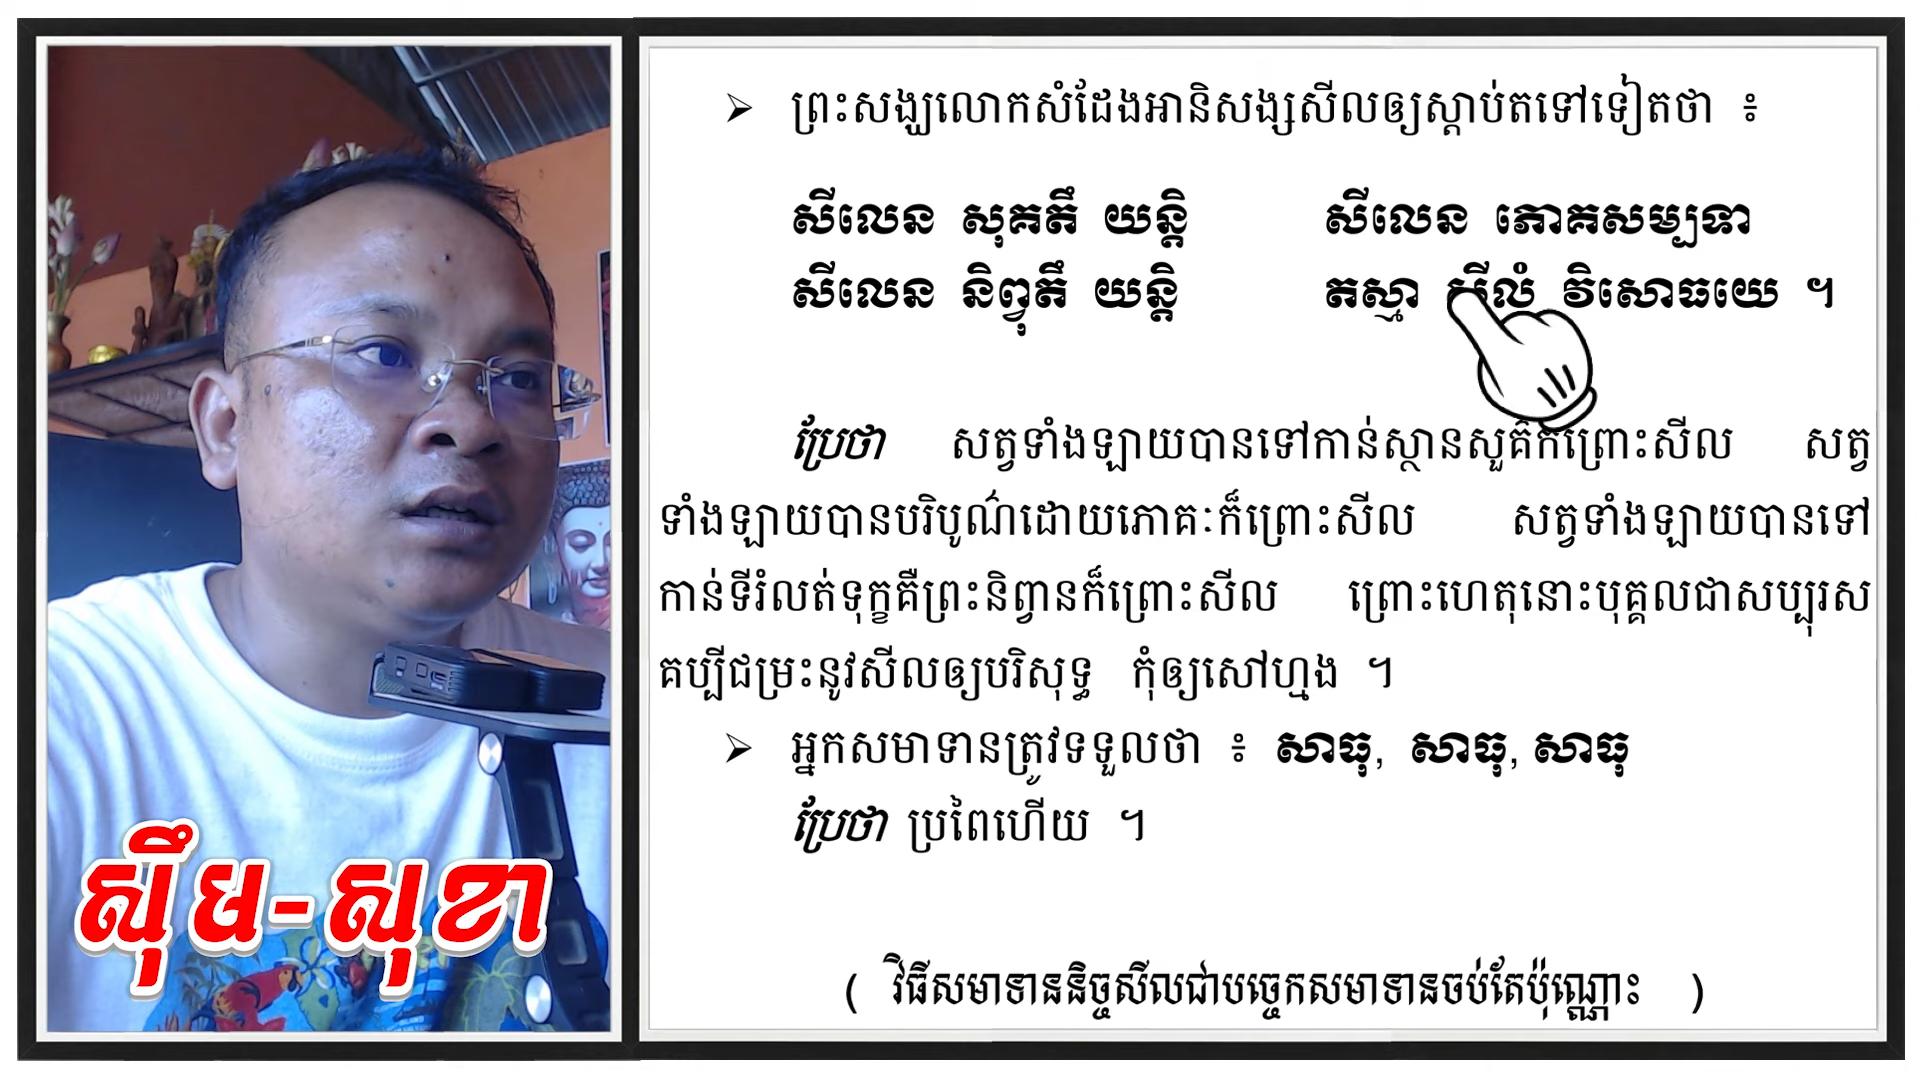 ព្រះសង្ឃលោកសំដែងអានិសង្សសីលឲ្យស្តាប់តទៅទៀតថា ៖
សីលេន សុគតឹ យន្តិ សីលេន ភោគសម្បទា
សីលេន និព្វុតឹ យន្តិ តស្មា សីលំ វិសោធយេ ។
ប្រែថា សត្វទាំងឡាយបានទៅកាន់ស្ថានសួគ៌ក៏ព្រោះសីល សត្វ
ទាំងឡាយបានបរិបូណ៌ដោយភោគៈក៏ព្រោះសីល សត្វទាំងឡាយបានទៅ
កាន់ទីរំលត់ទុក្ខគឺព្រះនិព្វានក៏ព្រោះសីល ព្រោះហេតុនោះបុគ្គលជាសប្បុរស
គប្បីជម្រះនូវសីលឲ្យបរិសុទ្ធ កុំឲ្យសៅហ្មង ។
អ្នកសមាទានត្រូវទទួលថា ៖ សាធុ, សាធុ, សាធុ
ប្រែថា ប្រពៃហើយ ។
( វិធីសមាទាននិច្ចសីលជាបច្ចេកសមាទានចប់តែប៉ុណ្ណោះ )
ស៊ឹម-សុខា